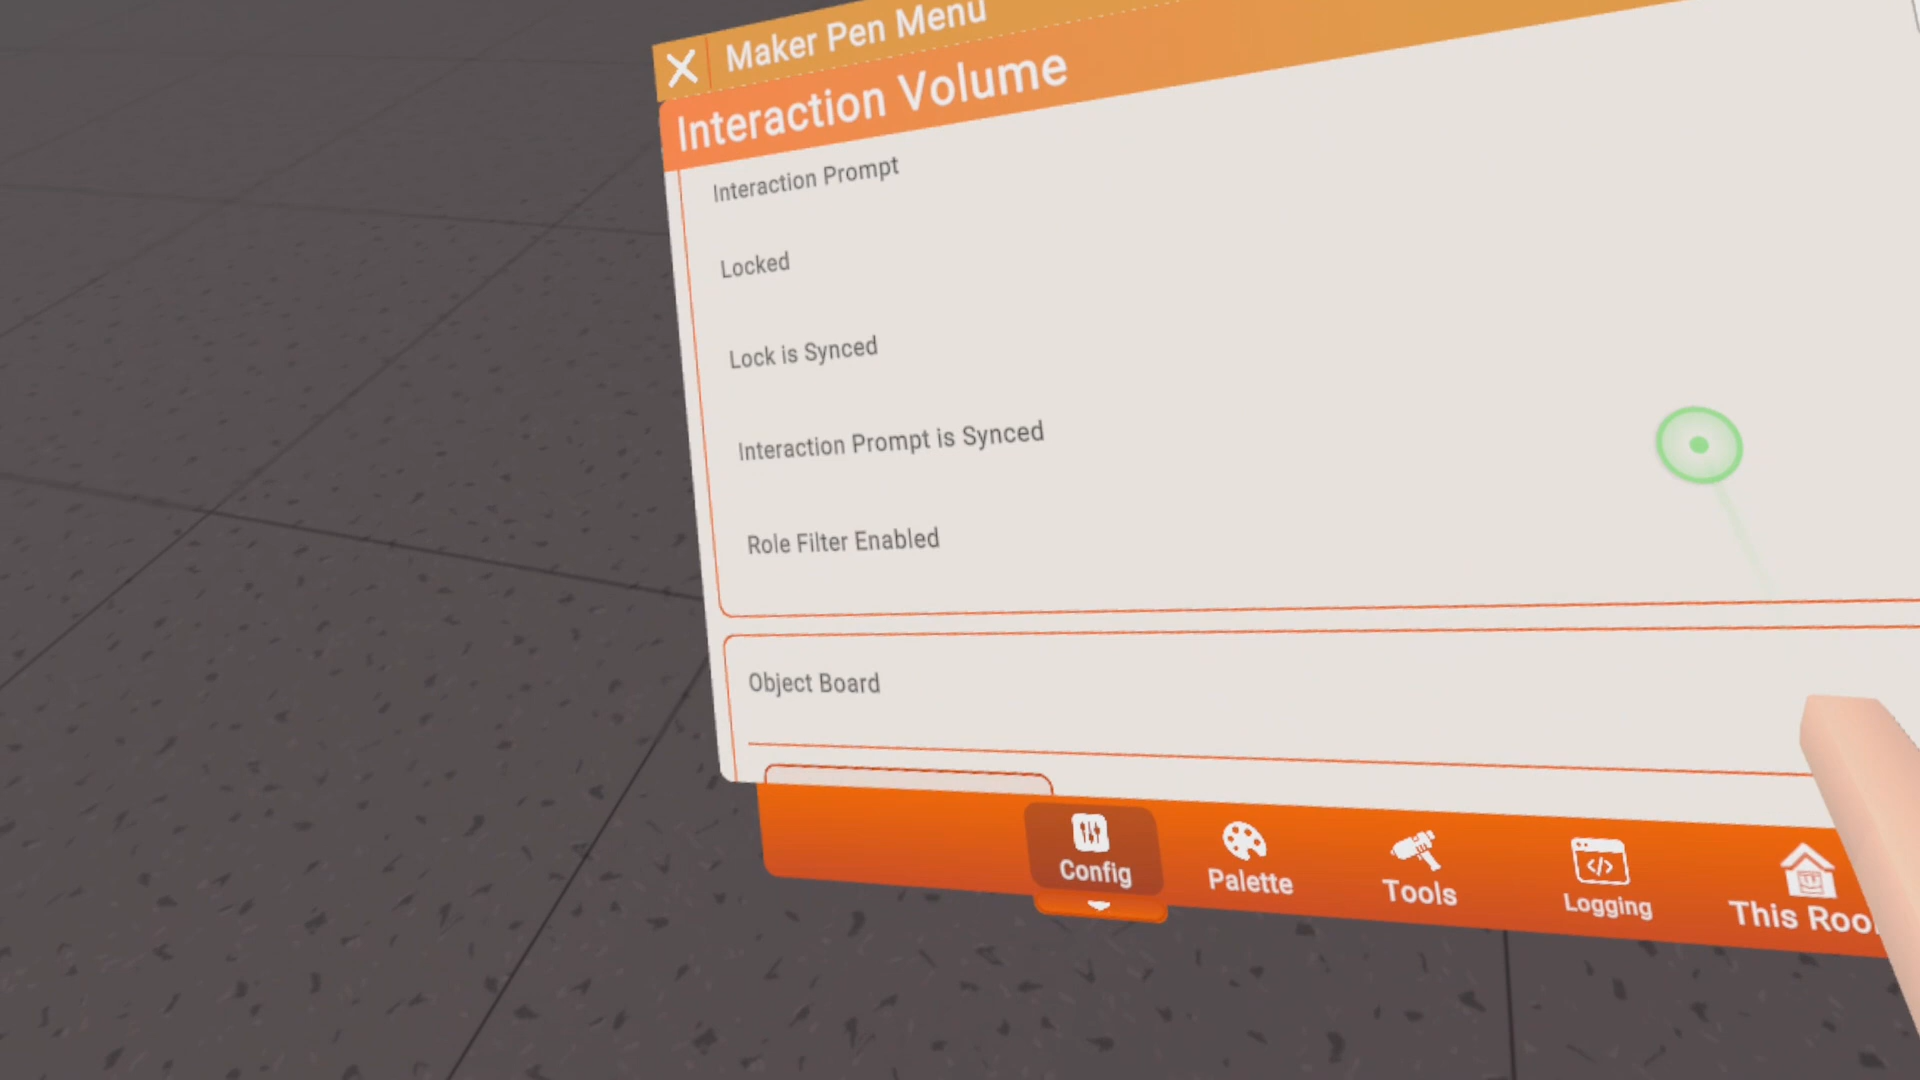 Maker Pen Menu
Interaction Volume
Interaction Prompt
Locked
Lock is Synced
Interaction Prompt is Synced
Role Filter Enabled
Object Board
Config
Palette
Tools
Logging
This Roo